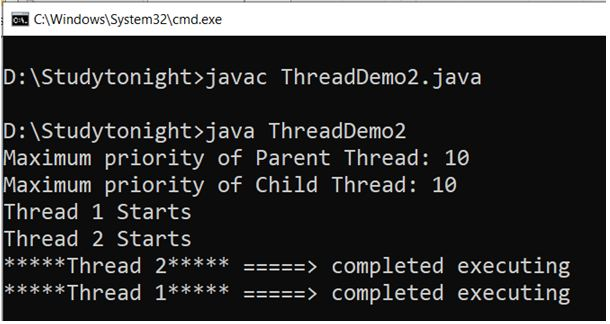 C:\Windows\System32\cmd.exe
D:\Studytonight>javac ThreadDemo2.java
D:\Studytonight>java ThreadDemo2
Maximum priority of Parent Thread: 10
Maximum priority of Child Thread: 10
Thread 1 Starts
Thread 2 Starts
*****Thread 2***** =====> completed executing
*****Thread 1***** =====> completed executing